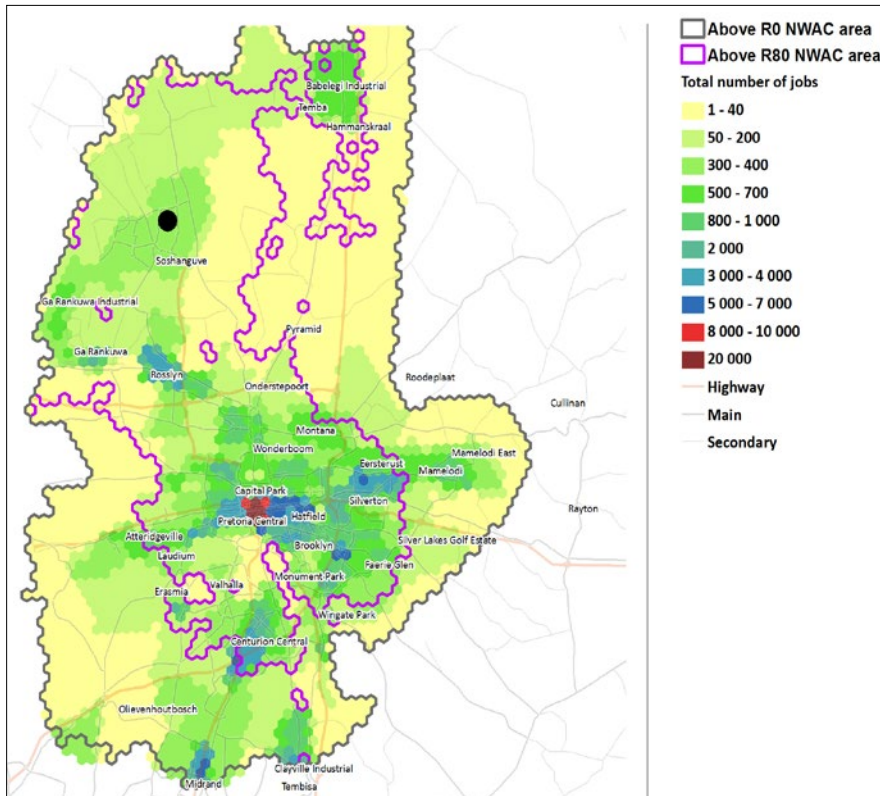 Above R0 NWAC area
Above R80 NWAC area
Total number of jobs
1 - 40
50 - 200
300 - 400
500 - 700
800 - 1 000
2 000
3 000 - 4 000
5 000 - 7 000
8 000 - 10 000
20 000
Highway
Main
Secondary
Babelegi Industrial
Temba
Hammanskraal
Soshanguve
Ga Rankuwa Industrial
Pyramid
Ga Rankuwa
Rosslyn
Roodeplaat
Onderstepoort
Cullinan
Montana
Wonderboom
Mamelodi East
Eersterust
Mamelodi
Capital Park
Silverton
Rayton
Pretoria Central
Hatfield
Atteridgeville
Brooklyn
Silver Lakes Golf Estate
Laudium
Faerie Glen
Monument Park
Valhalla
Erasmia
Wingate Park
Centurion Central
Olievenhoutbosch
Clayville Industrial
Midrand
Tembisa